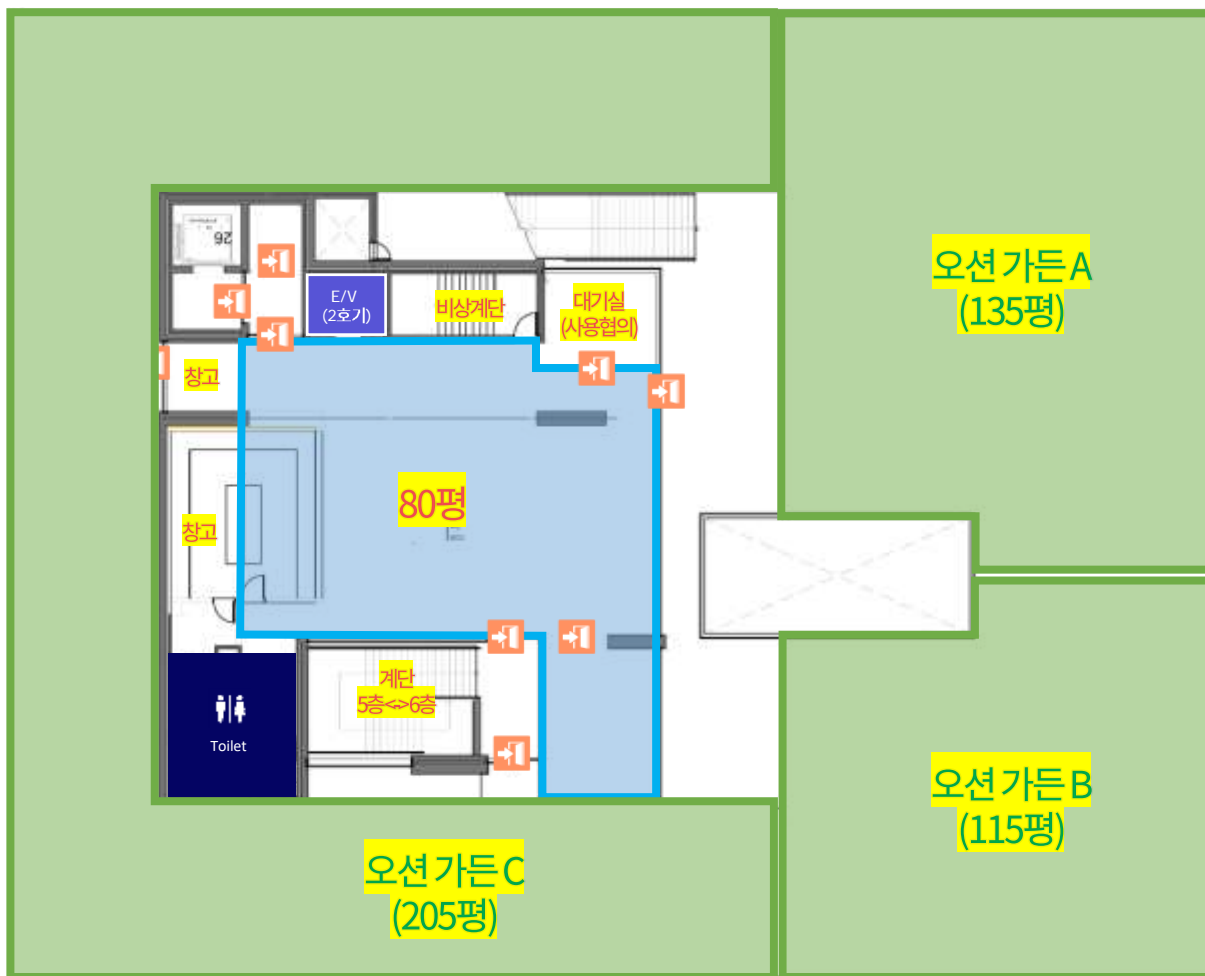 오션 가든 A
(135평)
26
E/V
(2호기)
비상계단
대기실
(사용협의)
창고
80평
창고
계단
5층<->6층
Toilet
오션 가든 B
(115평)
오션 가든 C
(205평)